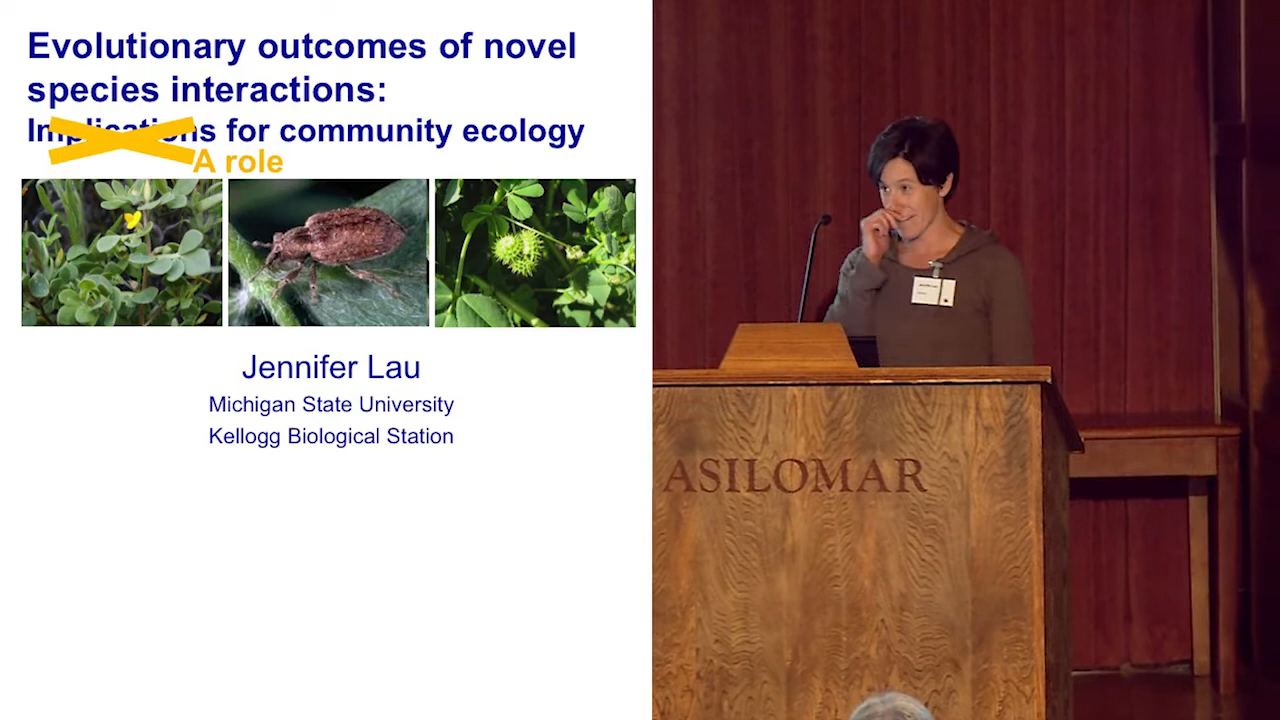 Evolutionary outcomes of novel
species interactions:
Implications for community ecology
A role
Jennifer Lau
Michigan State University
Kellogg Biological Station
ASILOMAR